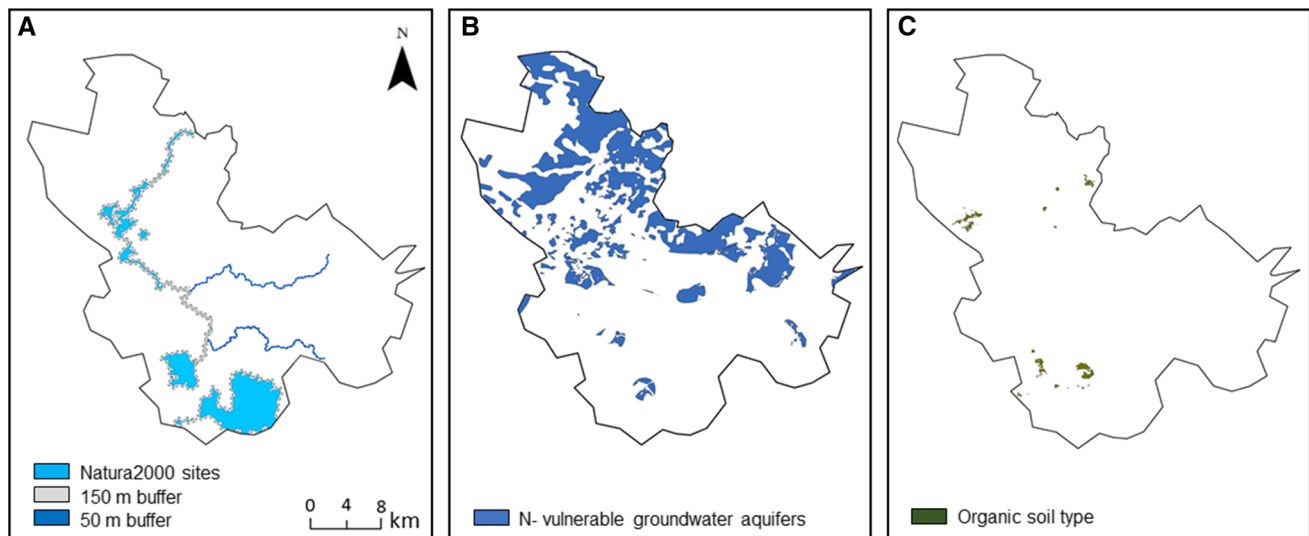 A
N
Natura2000 sites
150 m buffer
50 m buffer
0 4 8 km
B
N- vulnerable groundwater aquifers
C
Organic soil type